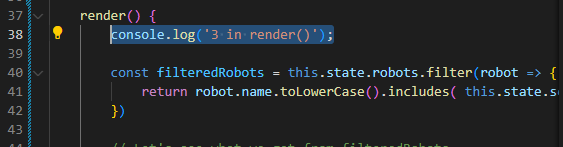 37 render() {
38 console.log('3 in render()');
39
40 const filteredRobots = this.state.robots.filter(robot => {
41 return robot.name.toLowerCase().includes( this.state.se
42 })
43